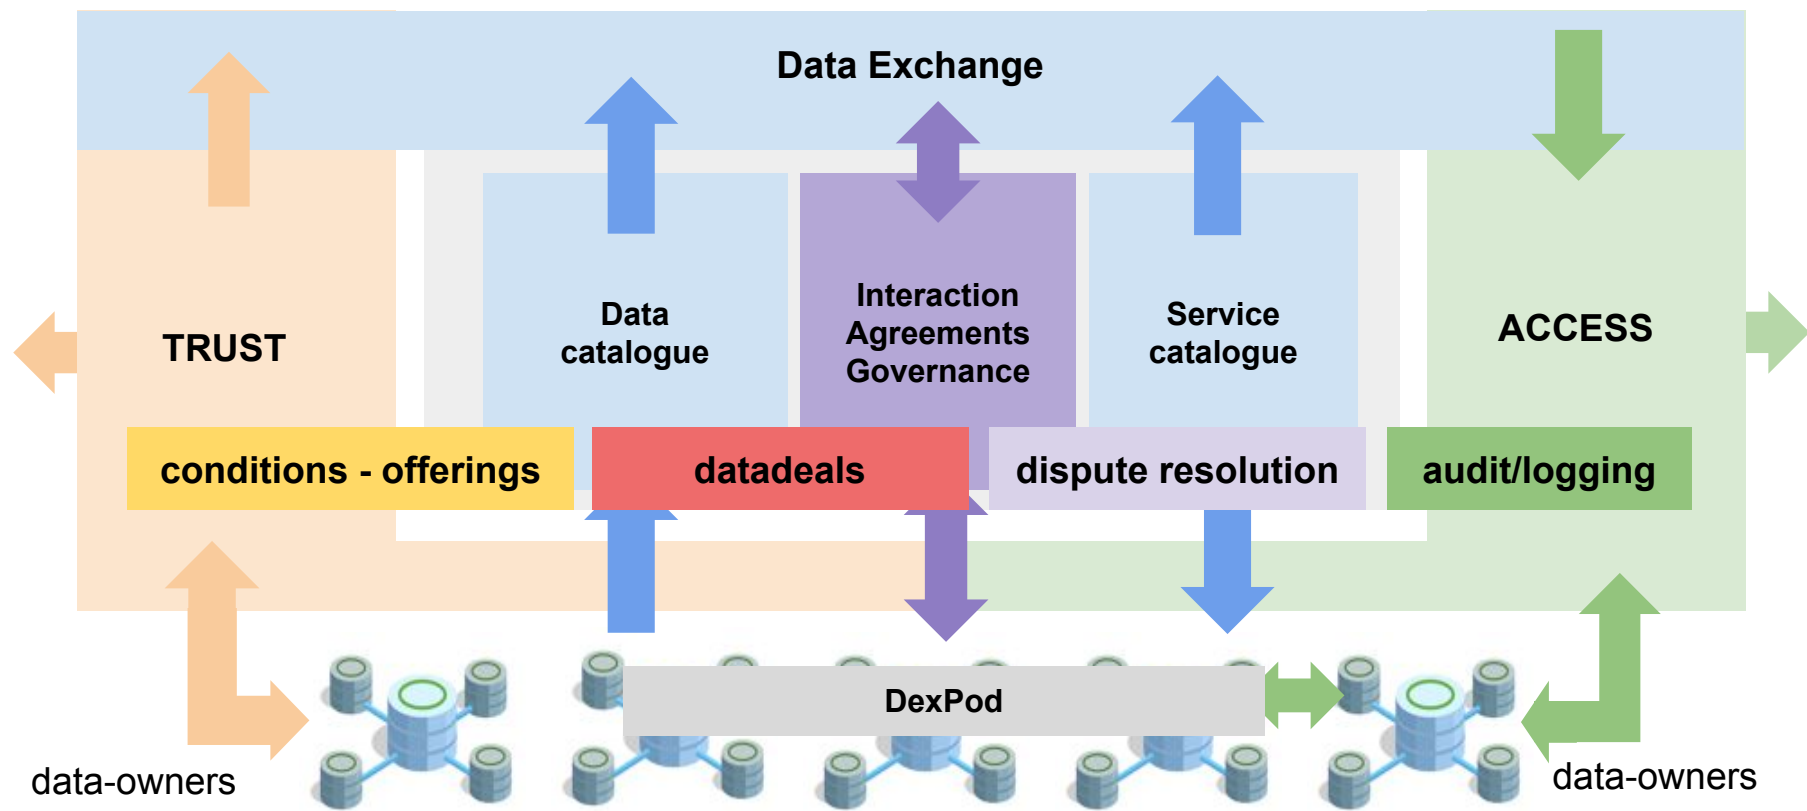 Data Exchange
TRUST
Data
catalogue
Interaction
Agreements
Governance
Service
catalogue
ACCESS
conditions - offerings
datadeals
dispute resolution
audit/logging
DexPod
data-owners
data-owners